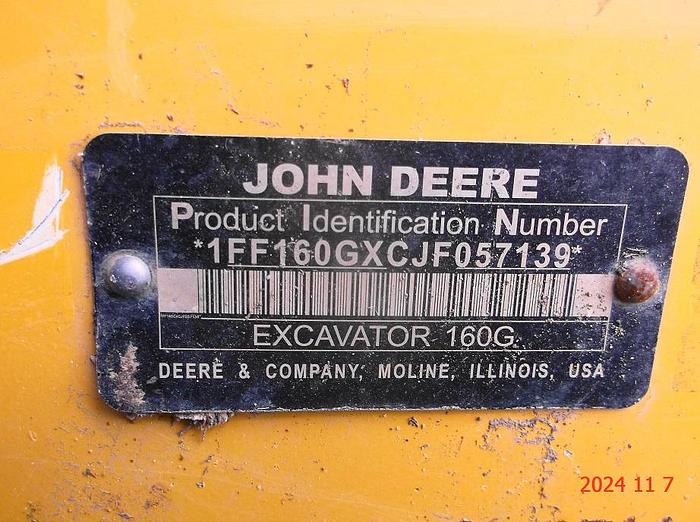 JOHN DEERE
Product Identification Number
*1FF160GXCJF057139*
EXCAVATOR 160G
DEERE & COMPANY, MOLINE, ILLINOIS, USA
2024 11 7